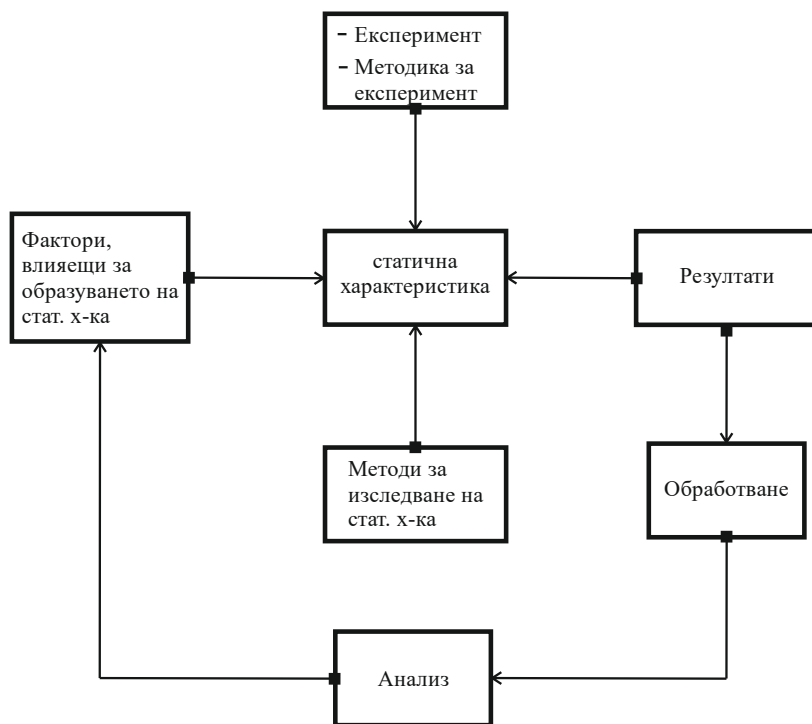 - Експеримент
- Методика за
експеримент
Фактори,
влияещи за
образуването на
стат. х-ка
статична
характеристика
Резултати
Методи за
изследване на
стат. х-ка
Обработване
Анализ